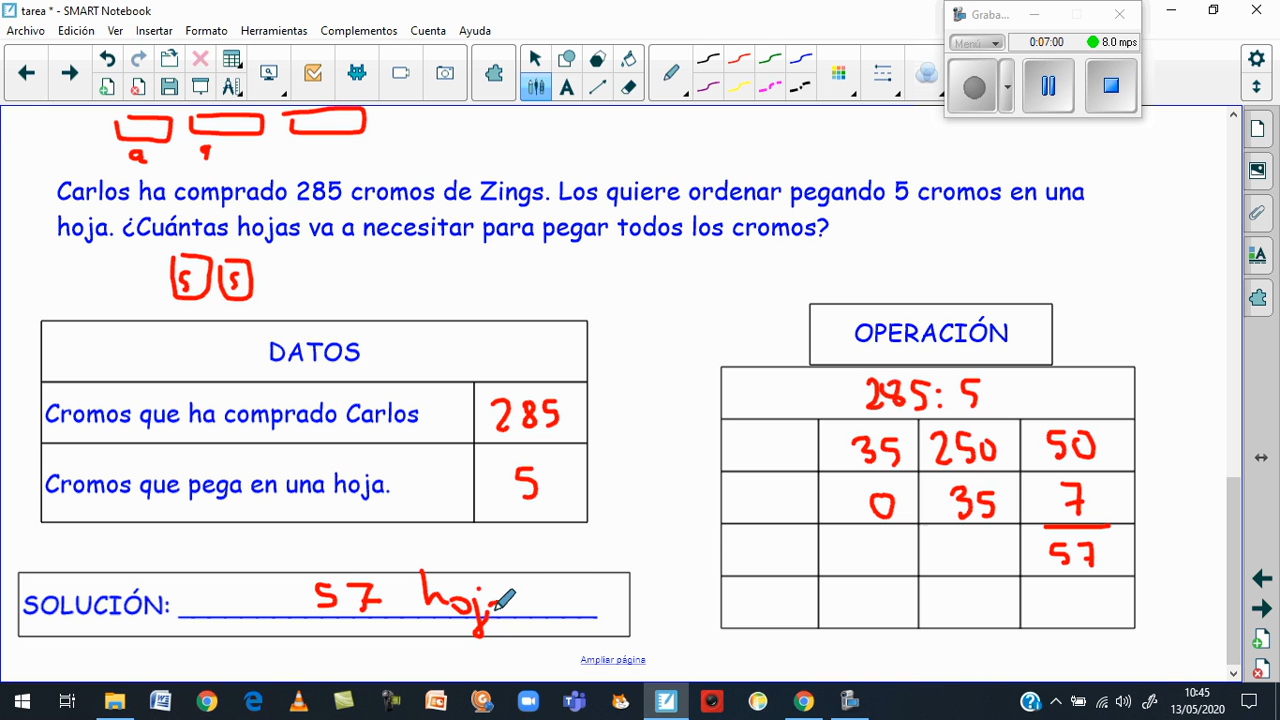 tarea * - SMART Notebook
Archivo Edición Ver Insertar Formato Herramientas Complementos Cuenta Ayuda
Graba...
Menú 0:07:00 8.0 mps
Carlos ha comprado 285 cromos de Zings. Los quiere ordenar pegando 5 cromos en una
hoja. ¿Cuántas hojas va a necesitar para pegar todos los cromos?
5 5
DATOS
Cromos que ha comprado Carlos 285
Cromos que pega en una hoja. 5
OPERACIÓN
285: 5
35 250 50
0 35 7
57
SOLUCIÓN: 57 hoj
Ampliar página
10:45
13/05/2020